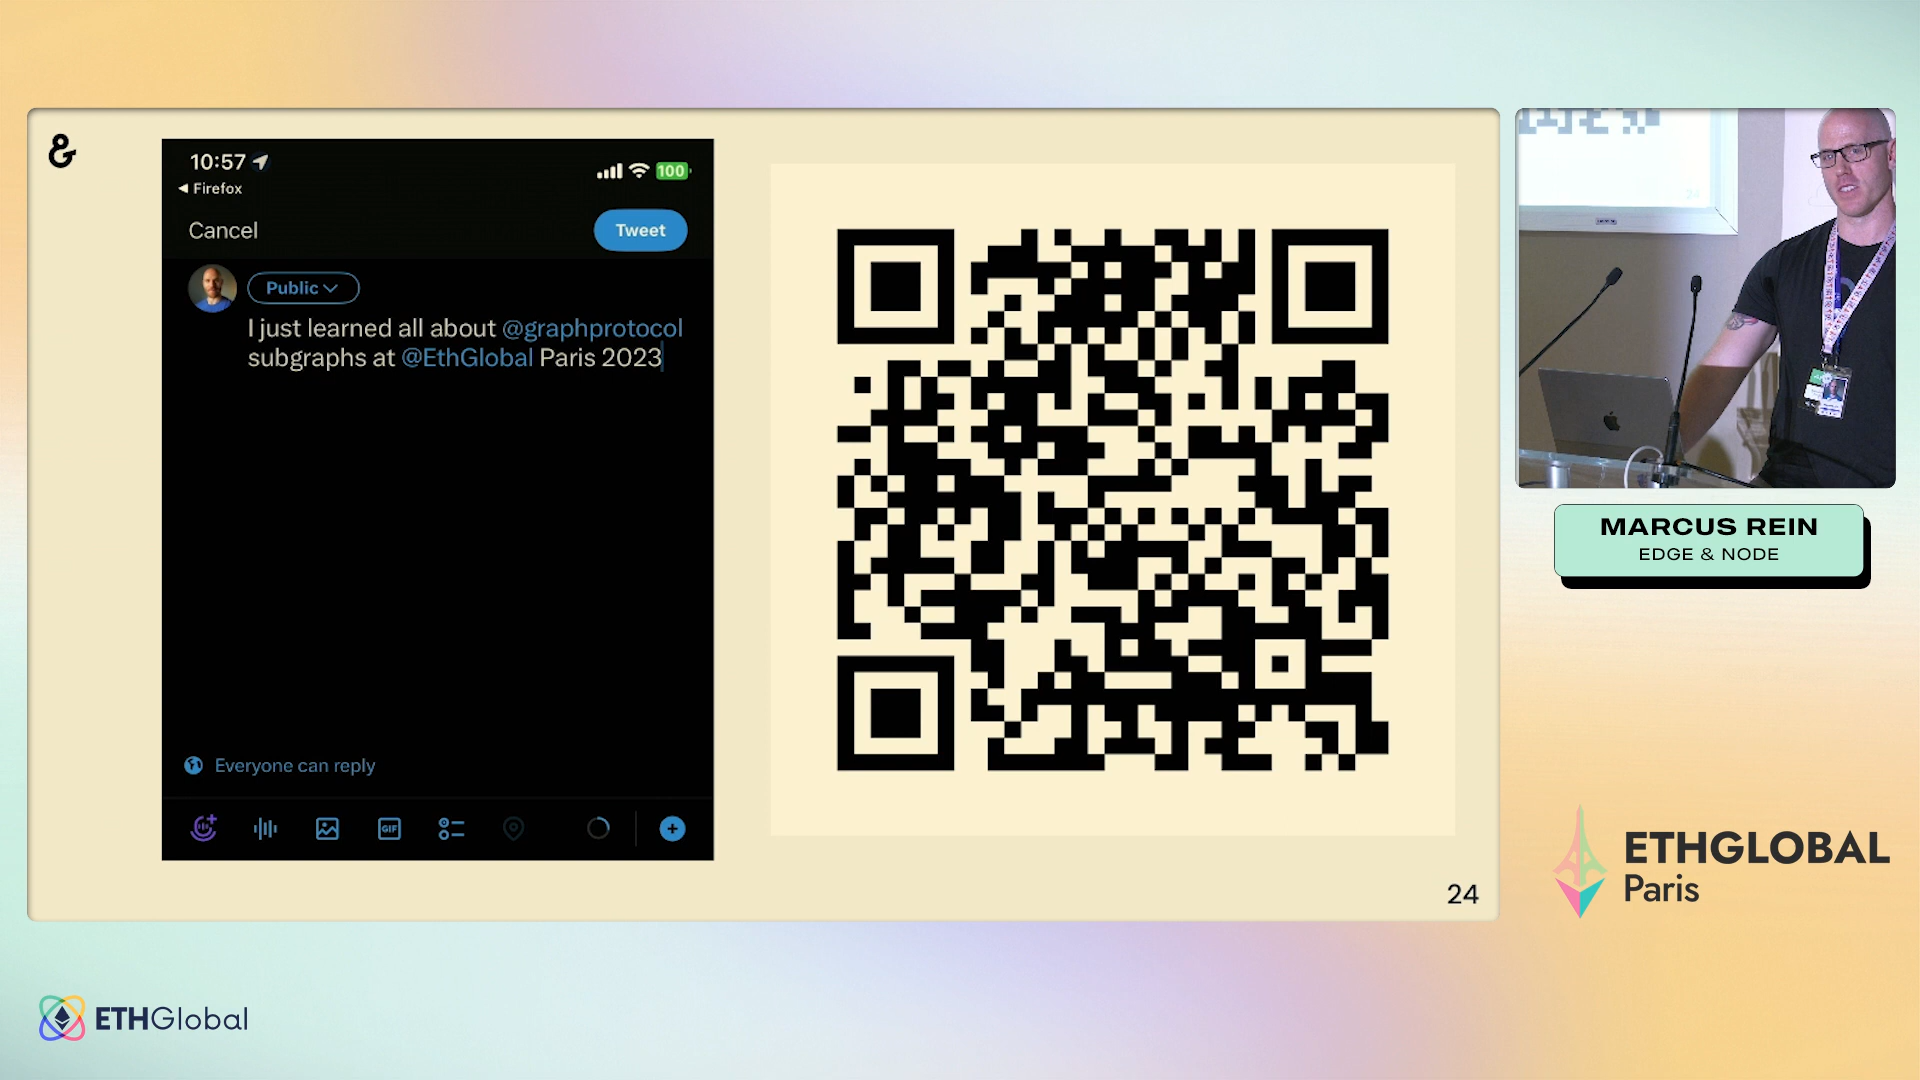 &
10:57
100
Firefox
Cancel
Tweet
Public
I just learned all about @graphprotocol
subgraphs at @EthGlobal Paris 2023
Everyone can reply
GIF
24
MARCUS REIN
EDGE & NODE
ETHGLOBAL
Paris
ETHGlobal